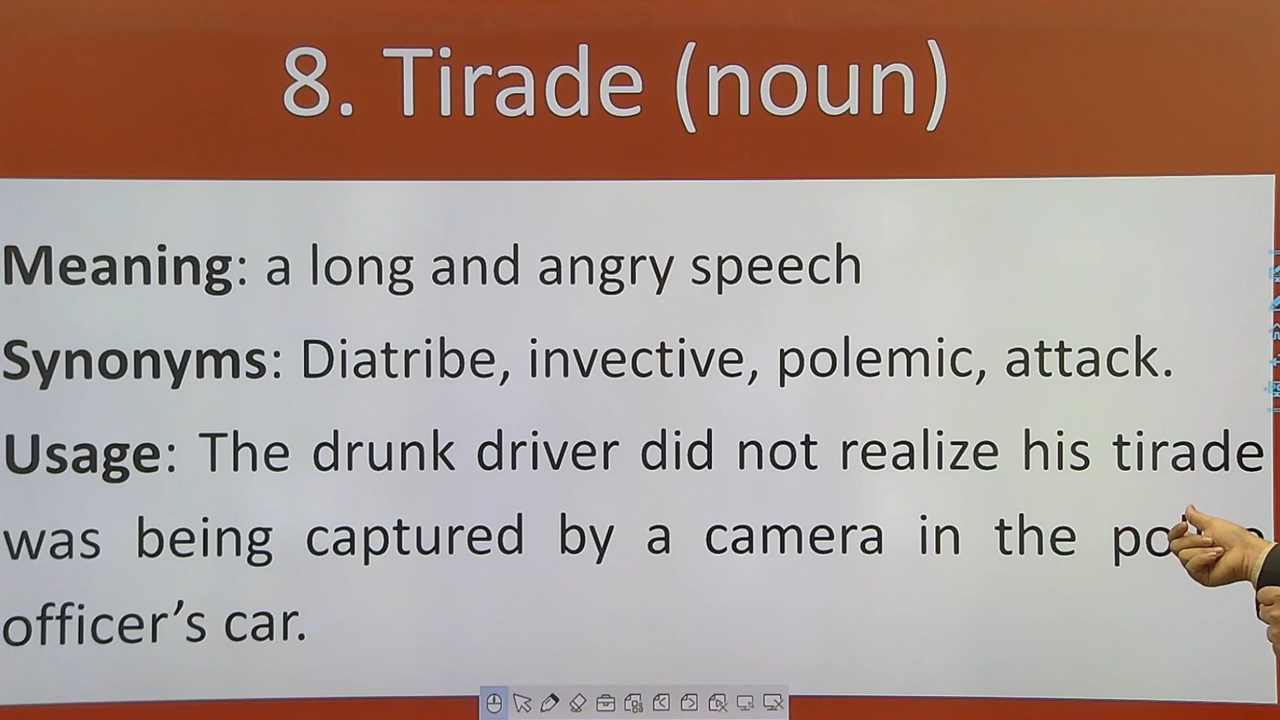 8. Tirade (noun)
Meaning: a long and angry speech
Synonyms: Diatribe, invective, polemic, attack.
Usage: The drunk driver did not realize his tirade
was being captured by a camera in the
officer's car.